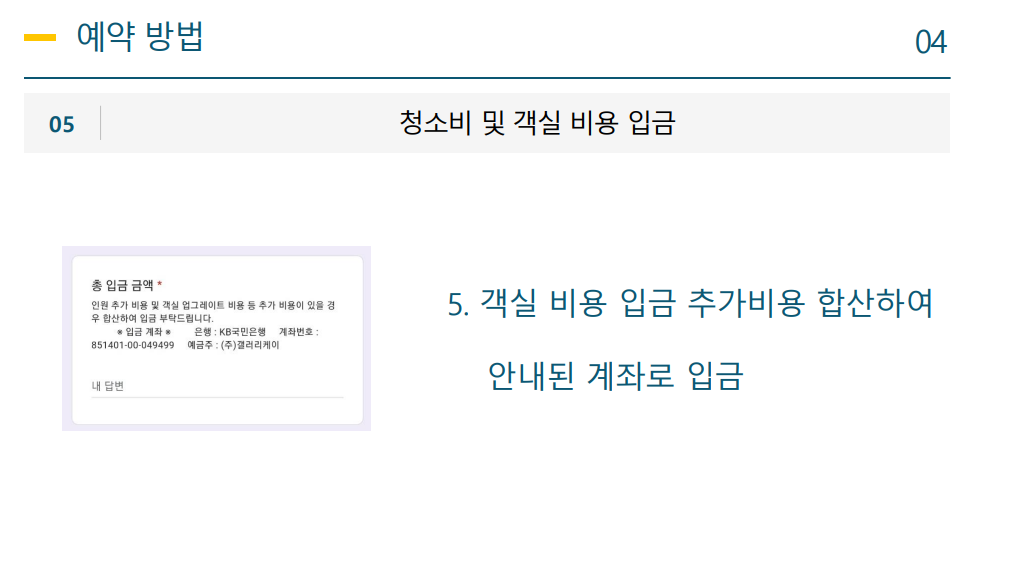 예약 방법
04
05
청소비 및 객실 비용 입금
총 입금 금액 *
인원 추가 비용 및 객실 업그레이트 비용 등 추가 비용이 있을 경
우 합산하여 입금 부탁드립니다.
※ 입금 계좌 ※ 은행 : KB국민은행 계좌번호 :
851401-00-049499 예금주 : (주)갤러리케이
내 답변
5. 객실 비용 입금 추가비용 합산하여
안내된 계좌로 입금